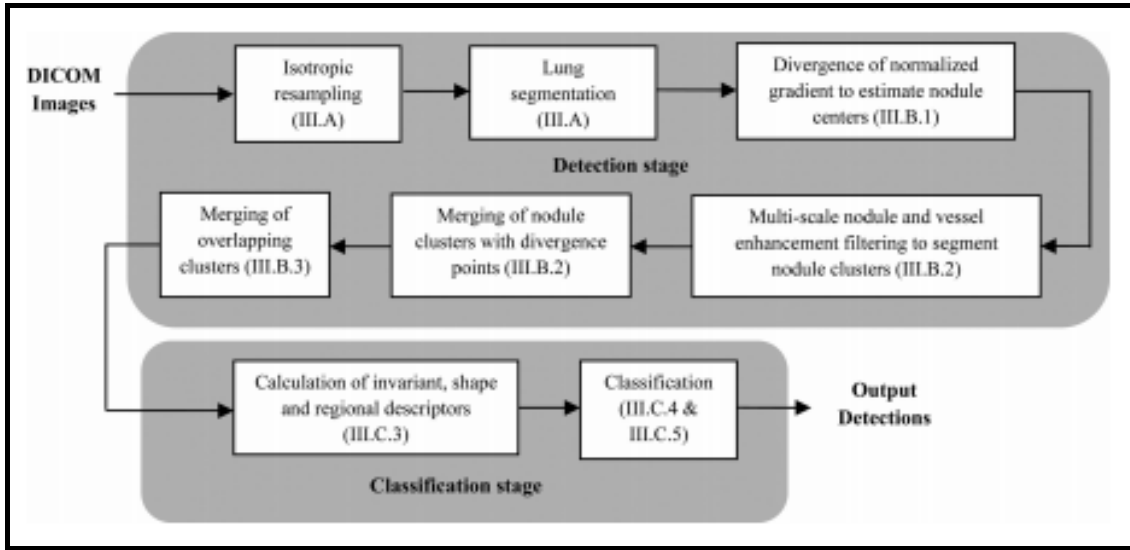 DICOM
Images
Isotropic
resampling
(III.A)
Lung
segmentation
(III.A)
Divergence of normalized
gradient to estimate nodule
centers (III.B.1)
Detection stage
Merging of
overlapping
clusters (III.B.3)
Merging of nodule
clusters with divergence
points (III.B.2)
Multi-scale nodule and vessel
enhancement filtering to segment
nodule clusters (III.B.2)
Calculation of invariant, shape
and regional descriptors
(III.C.3)
Classification
(III.C.4 &
III.C.5)
Output
Detections
Classification stage